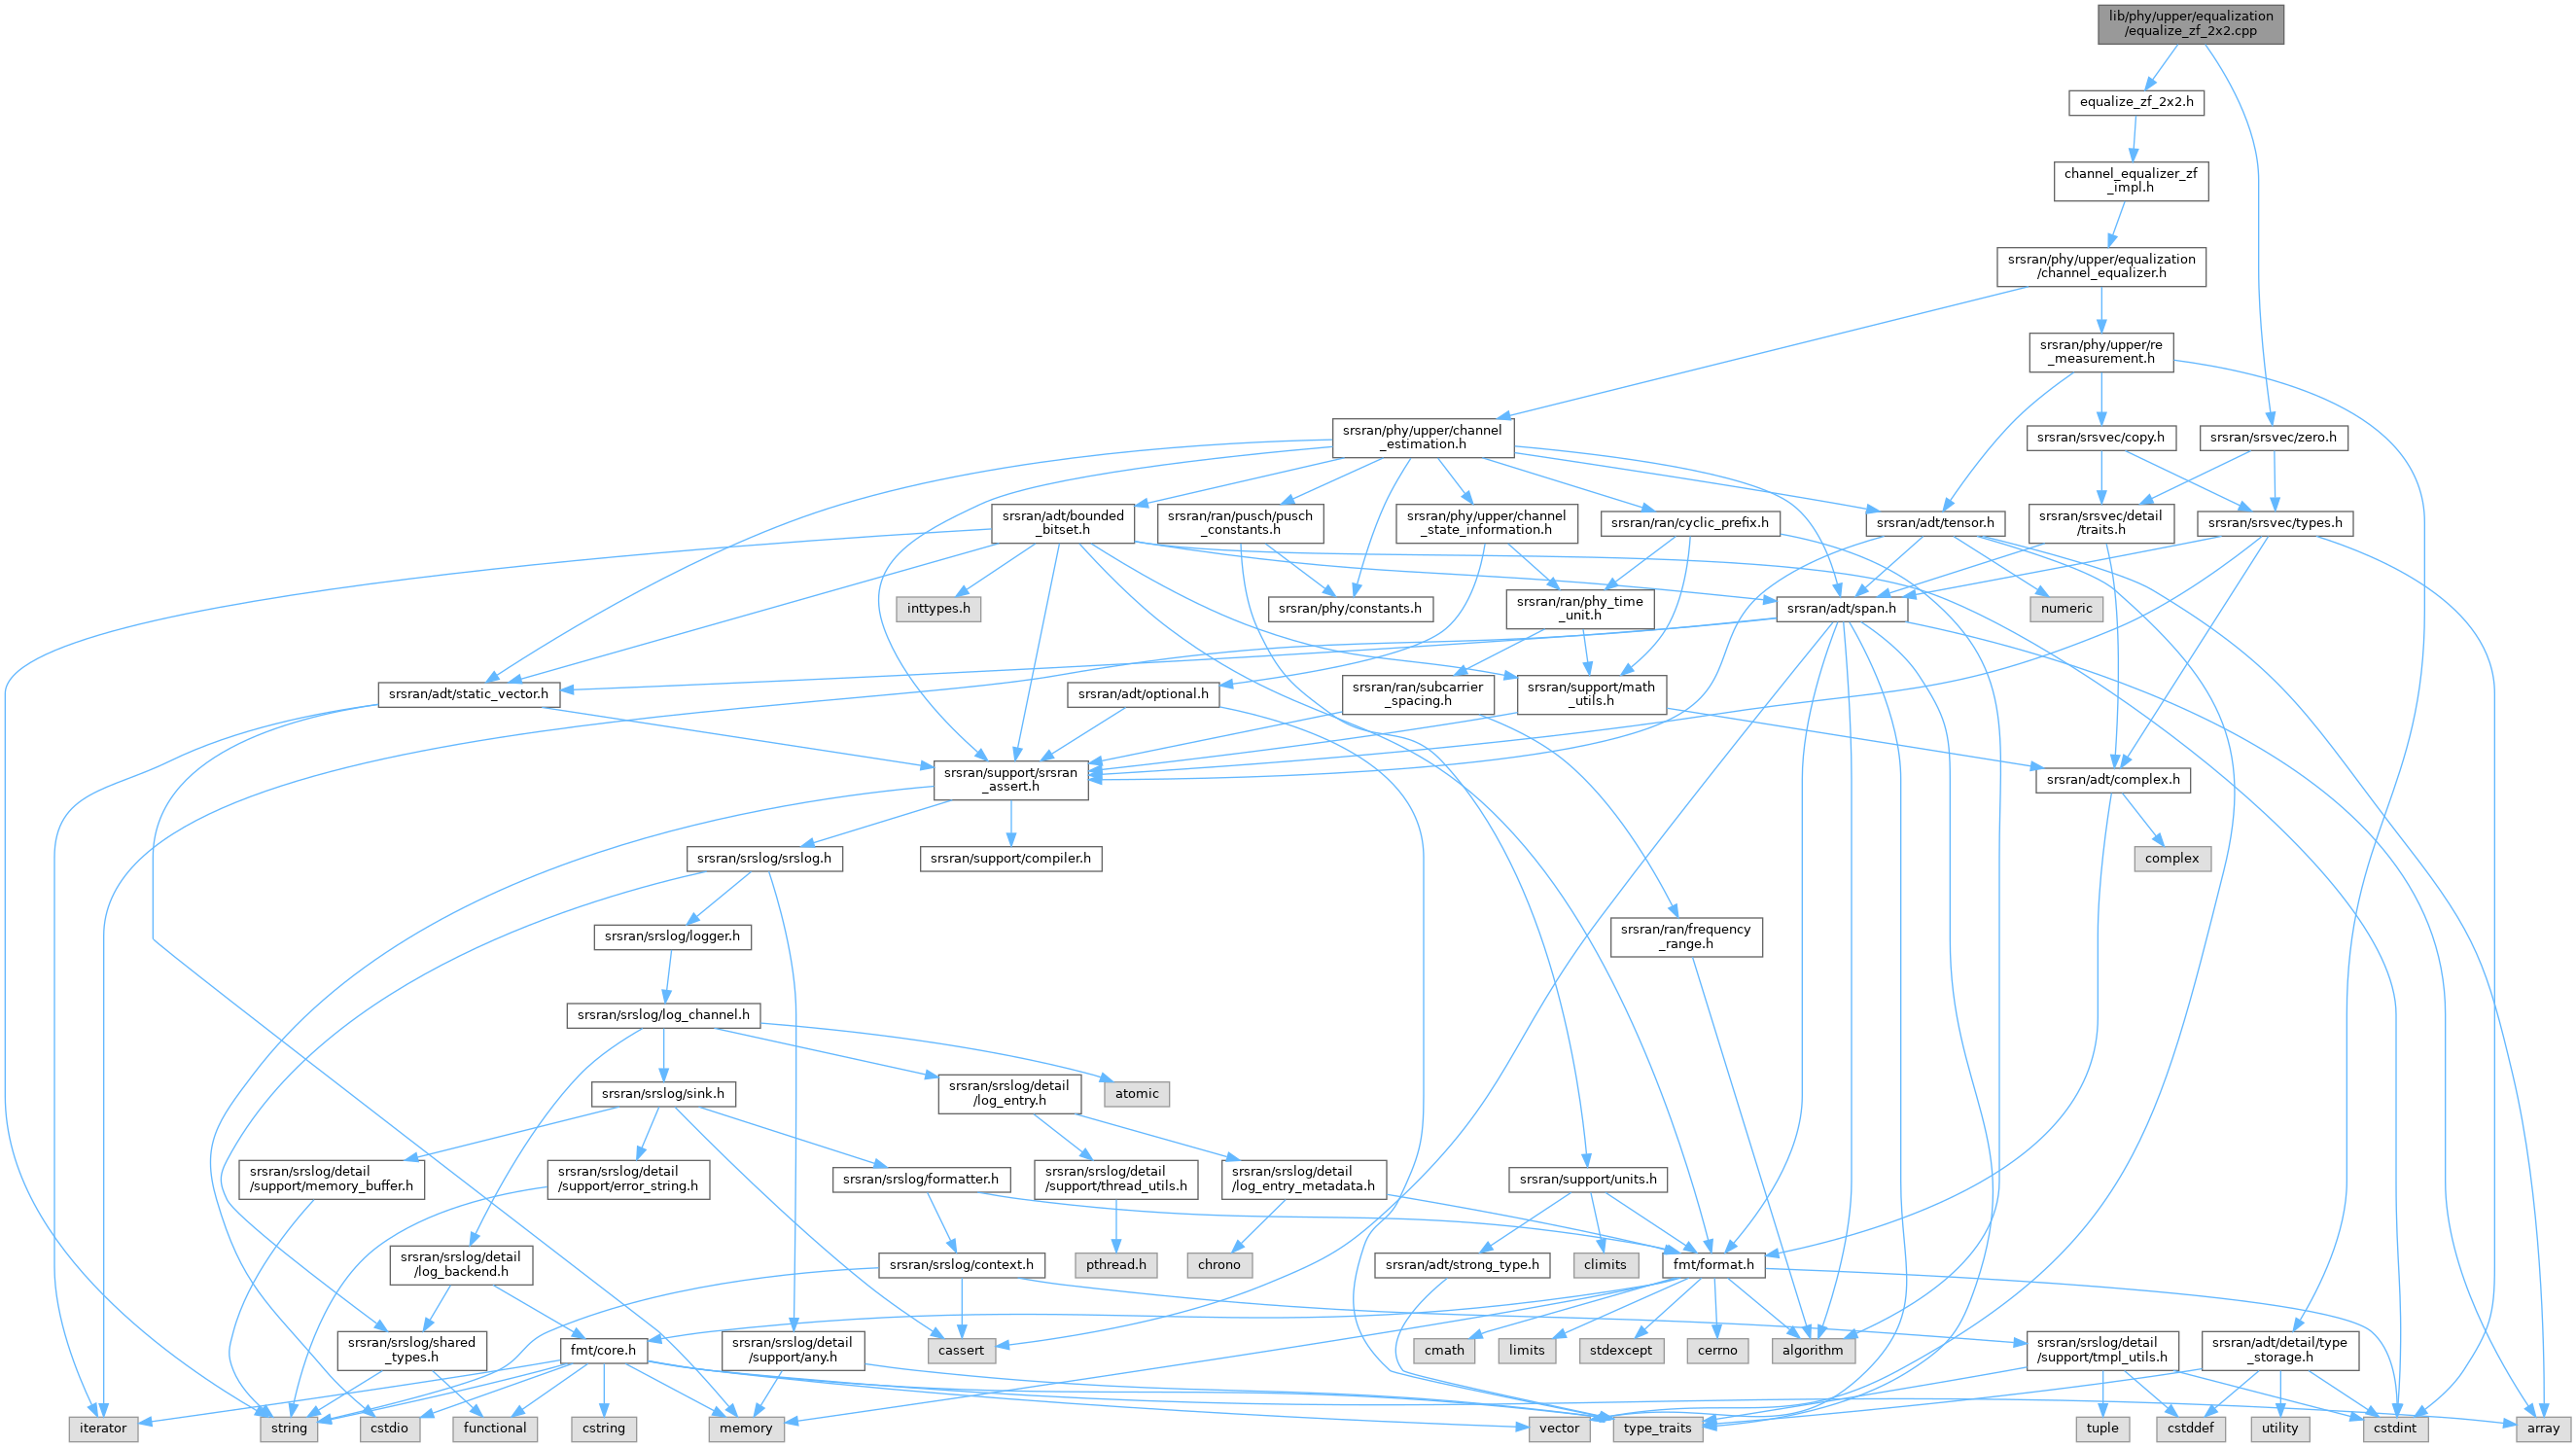 lib/phy/upper/equalization
/equalize_zf_2x2.cpp
equalize_zf_2x2.h
channel_equalizer_zf
_impl.h
srsran/phy/upper/equalization
/channel_equalizer.h
srsran/phy/upper/re
_measurement.h
srsran/phy/upper/channel
_estimation.h
srsran/srsvec/copy.h
srsran/srsvec/zero.h
srsran/adt/bounded
_bitset.h
srsran/ran/pusch/pusch
_constants.h
srsran/phy/upper/channel
_state_information.h
srsran/ran/cyclic_prefix.h
srsran/adt/tensor.h
srsran/srsvec/detail
/traits.h
srsran/srsvec/types.h
inttypes.h
srsran/phy/constants.h
srsran/ran/phy_time
_unit.h
srsran/adt/span.h
numeric
srsran/adt/static_vector.h
srsran/adt/optional.h
srsran/ran/subcarrier
_spacing.h
srsran/support/math
_utils.h
srsran/support/srsran
_assert.h
srsran/adt/complex.h
srsran/srslog/srslog.h
srsran/support/compiler.h
complex
srsran/srslog/logger.h
srsran/ran/frequency
_range.h
srsran/srslog/log_channel.h
srsran/srslog/sink.h
srsran/srslog/detail
/log_entry.h
atomic
srsran/srslog/detail
/support/memory_buffer.h
srsran/srslog/detail
/support/error_string.h
srsran/srslog/formatter.h
srsran/srslog/detail
/support/thread_utils.h
srsran/srslog/detail
/log_entry_metadata.h
srsran/support/units.h
srsran/srslog/detail
/log_backend.h
srsran/srslog/context.h
pthread.h
chrono
srsran/adt/strong_type.h
climits
fmt/format.h
srsran/srslog/shared
_types.h
fmt/core.h
srsran/srslog/detail
/support/any.h
cassert
cmath
limits
stdexcept
cerrno
algorithm
srsran/srslog/detail
/support/tmpl_utils.h
srsran/adt/detail/type
_storage.h
iterator
string
cstdio
functional
cstring
memory
vector
type_traits
tuple
cstddef
utility
cstdint
array